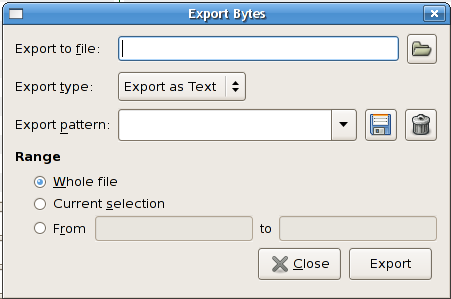 Export Bytes
Export to file:
Export type: Export as Text
Export pattern:
Range
Whole file
Current selection
From to
Close Export